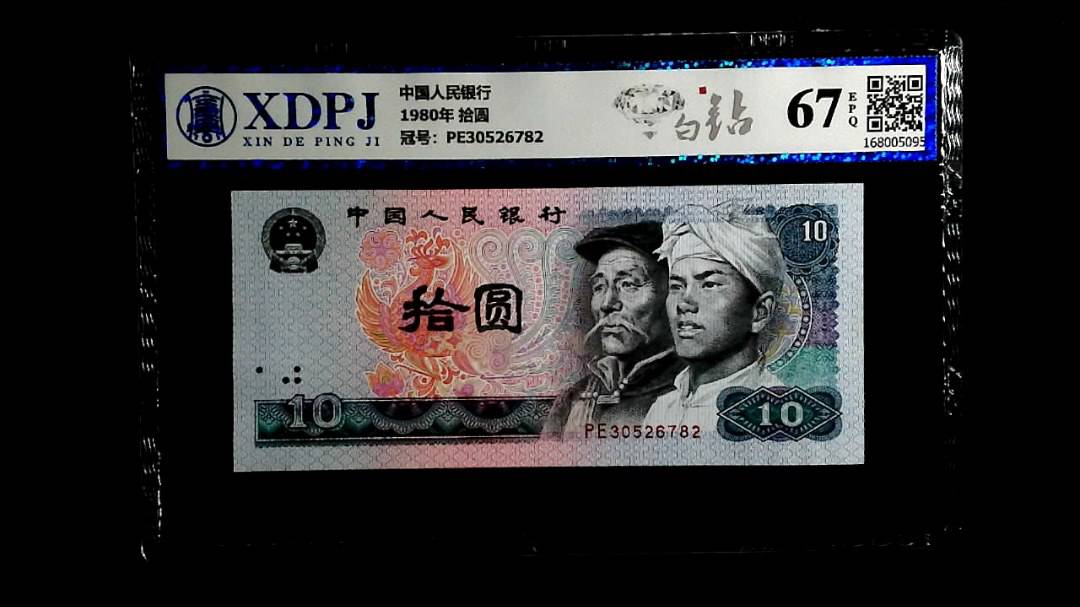 XDPJ
XIN DE PING JI
中国人民银行
1980年 拾圆
冠号：PE30526782
白钻
67
EPQ
168005095
中国人民银行
10
拾圆
10
PE30526782
10